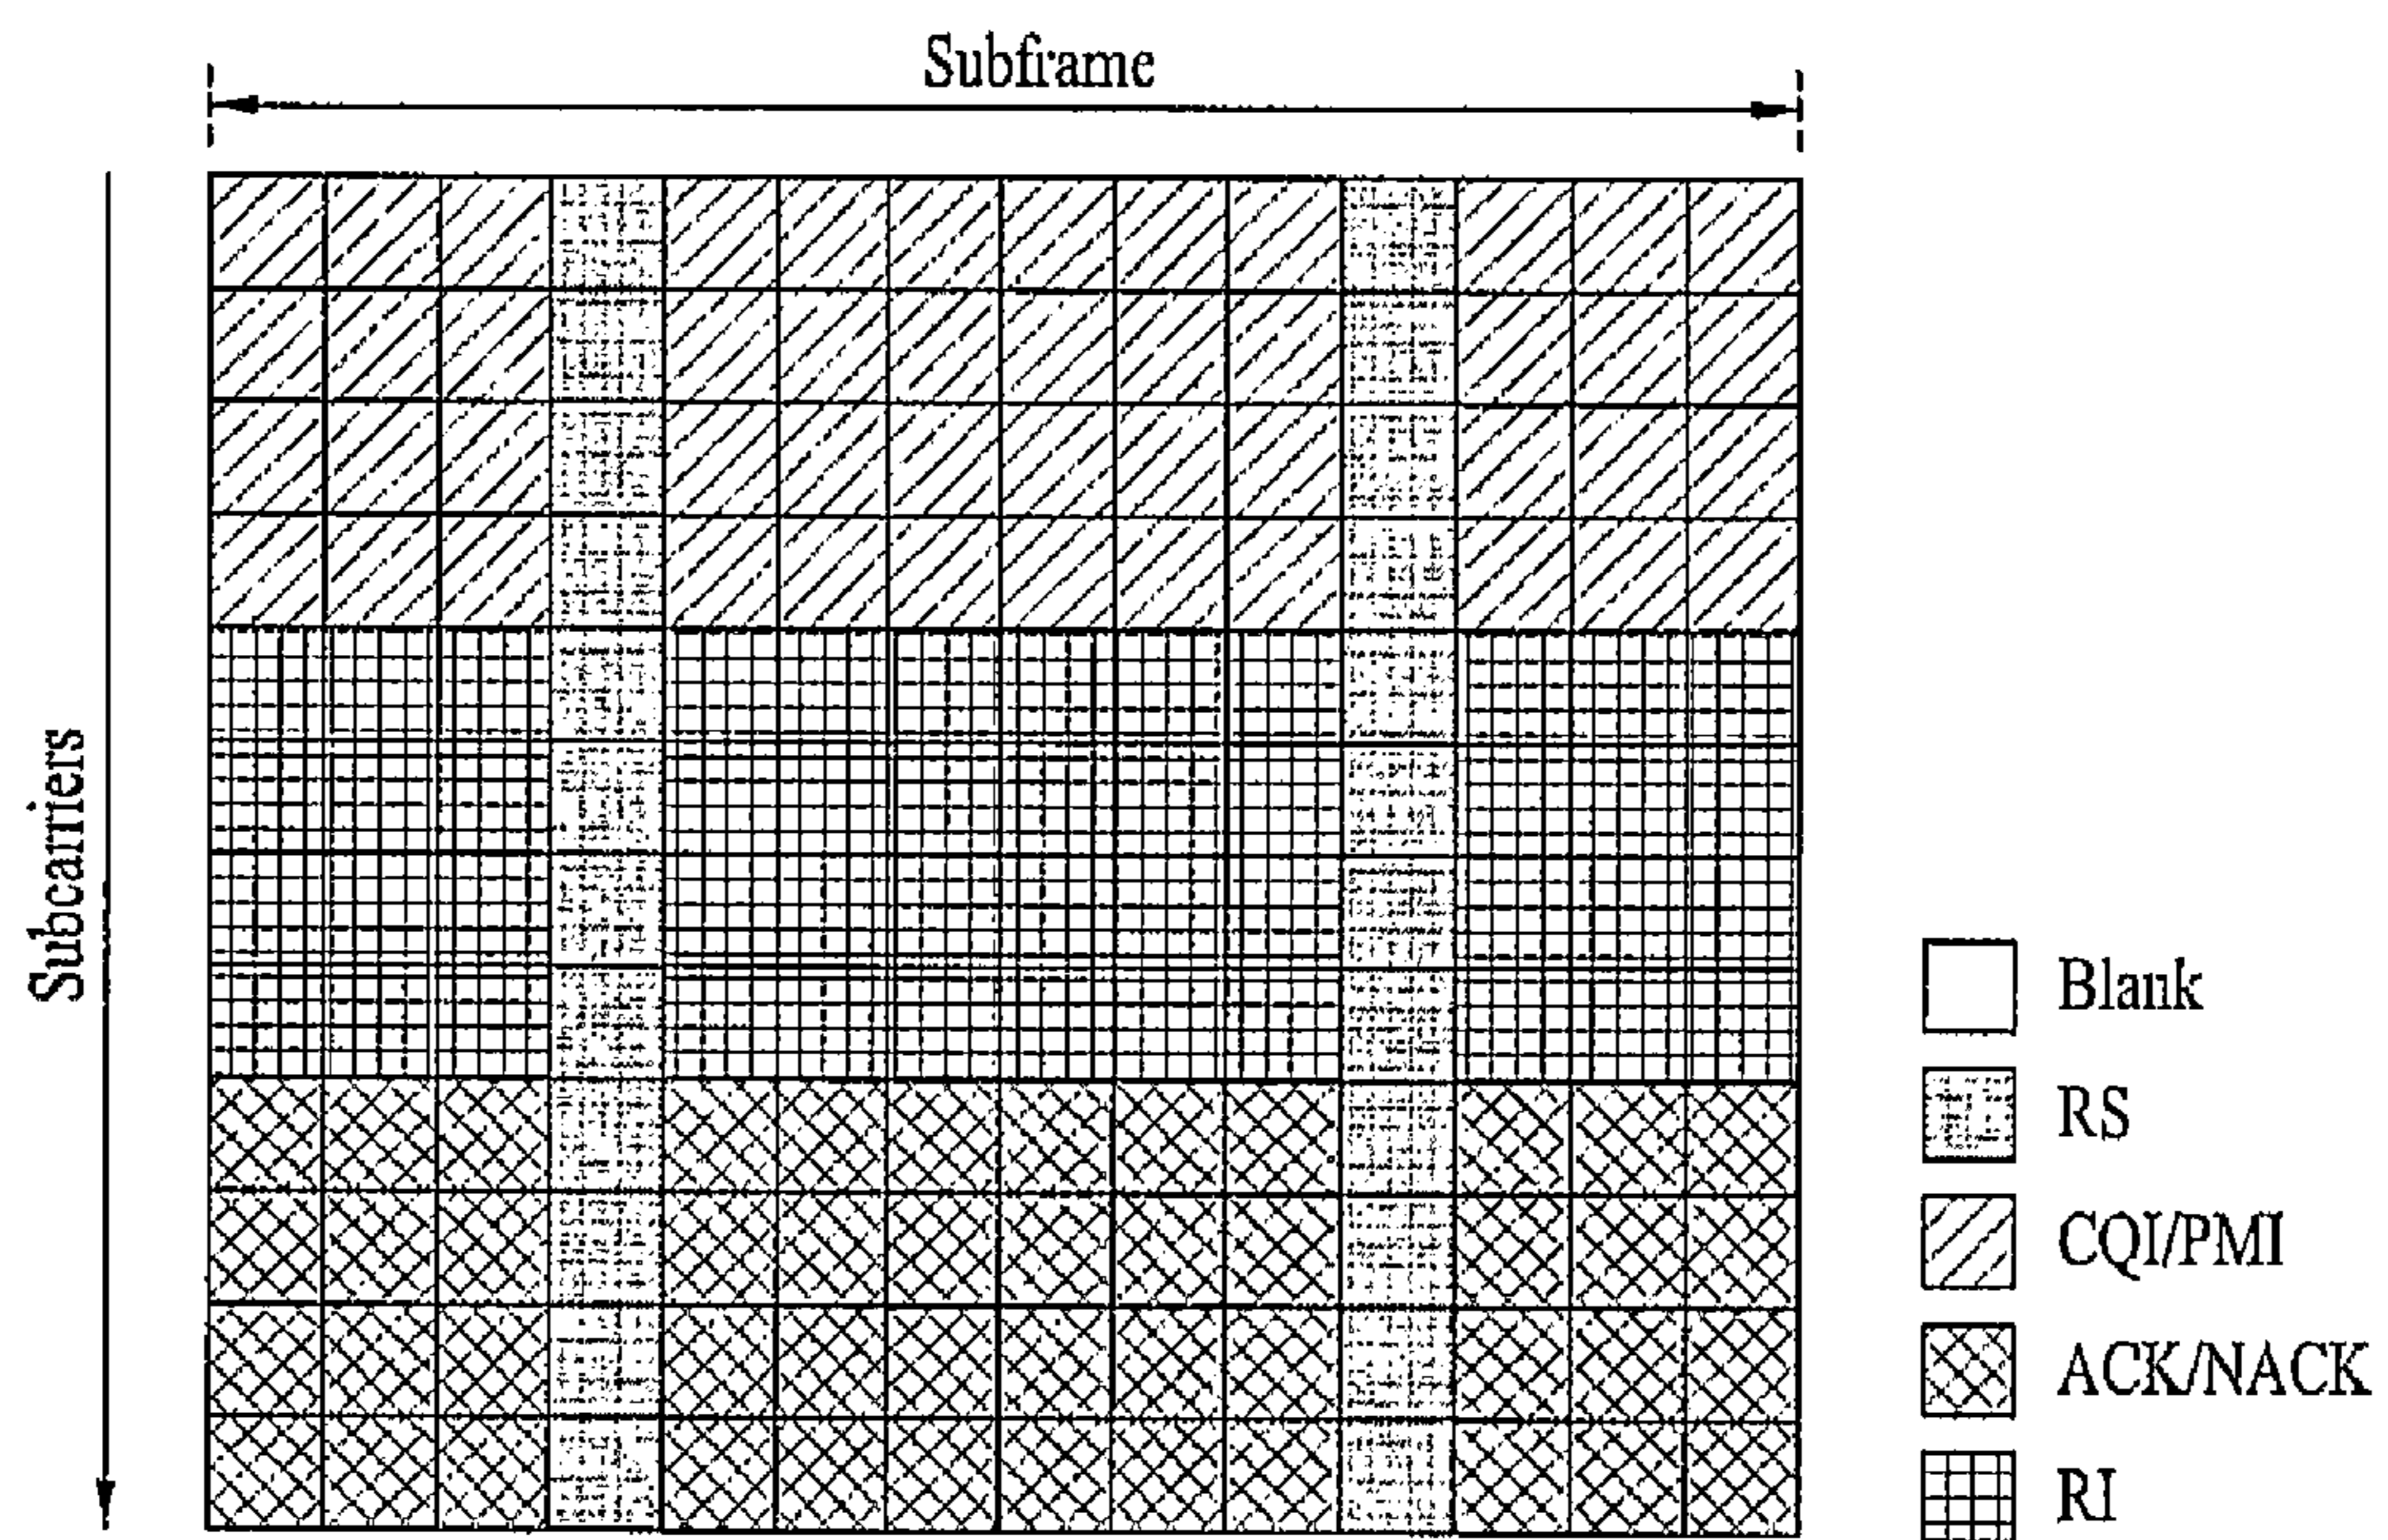 Subframe
Subcarriers
Blank
RS
CQI/PMI
ACK/NACK
RI